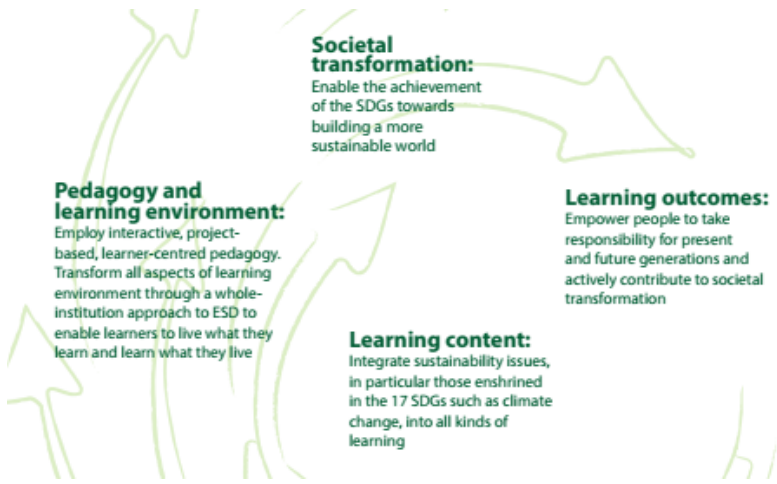 Societal
transformation:
Enable the achievement
of the SDGs towards
building a more
sustainable world
Pedagogy and
learning environment:
Employ interactive, project-
based, learner-centred pedagogy.
Transform all aspects of learning
environment through a whole-
institution approach to ESD to
enable learners to live what they
learn and learn what they live
Learning outcomes:
Empower people to take
responsibility for present
and future generations and
actively contribute to societal
transformation
Learning content:
Integrate sustainability issues,
in particular those enshrined
in the 17 SDGs such as climate
change, into all kinds of
learning